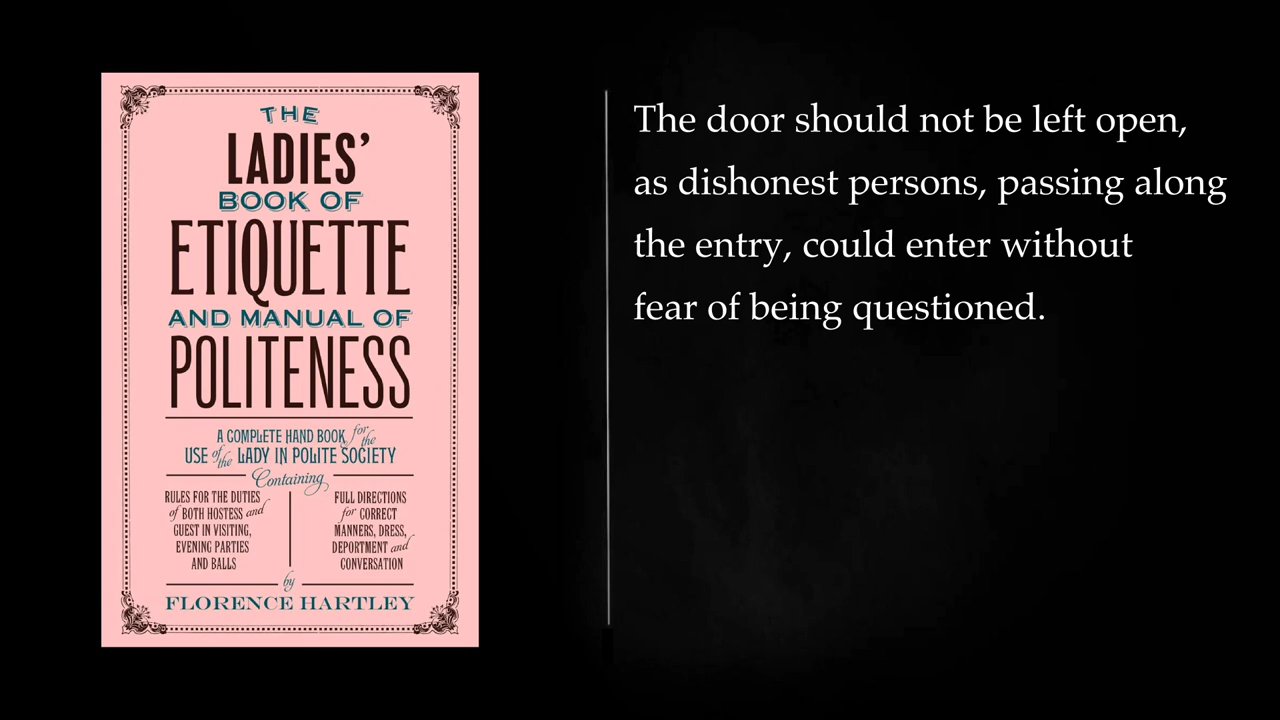 THE
LADIES'
BOOK OF
ETIQUETTE
AND MANUAL OF
POLITENESS
A COMPLETE HAND BOOK for the
USE of the LADY IN POLITE SOCIETY
Containing
RULES FOR THE DUTIES
of BOTH HOSTESS and
GUEST IN VISITING,
EVENING PARTIES
AND BALLS
FULL DIRECTIONS
for CORRECT
MANNERS, DRESS,
DEPORTMENT and
CONVERSATION
by
FLORENCE HARTLEY
The door should not be left open,
as dishonest persons, passing along
the entry, could enter without
fear of being questioned.